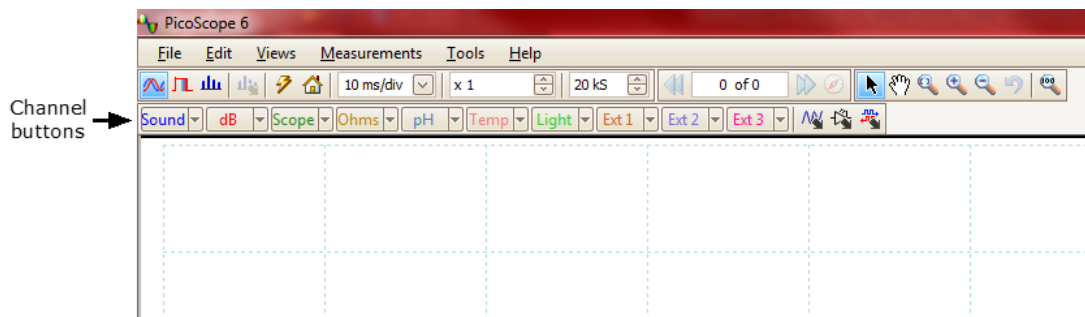 PicoScope 6
File Edit Views Measurements Tools Help
10 ms/div x 1 20 kS 0 of 0
Channel
buttons
Sound dB Scope Ohms pH Temp Light Ext 1 Ext 2 Ext 3